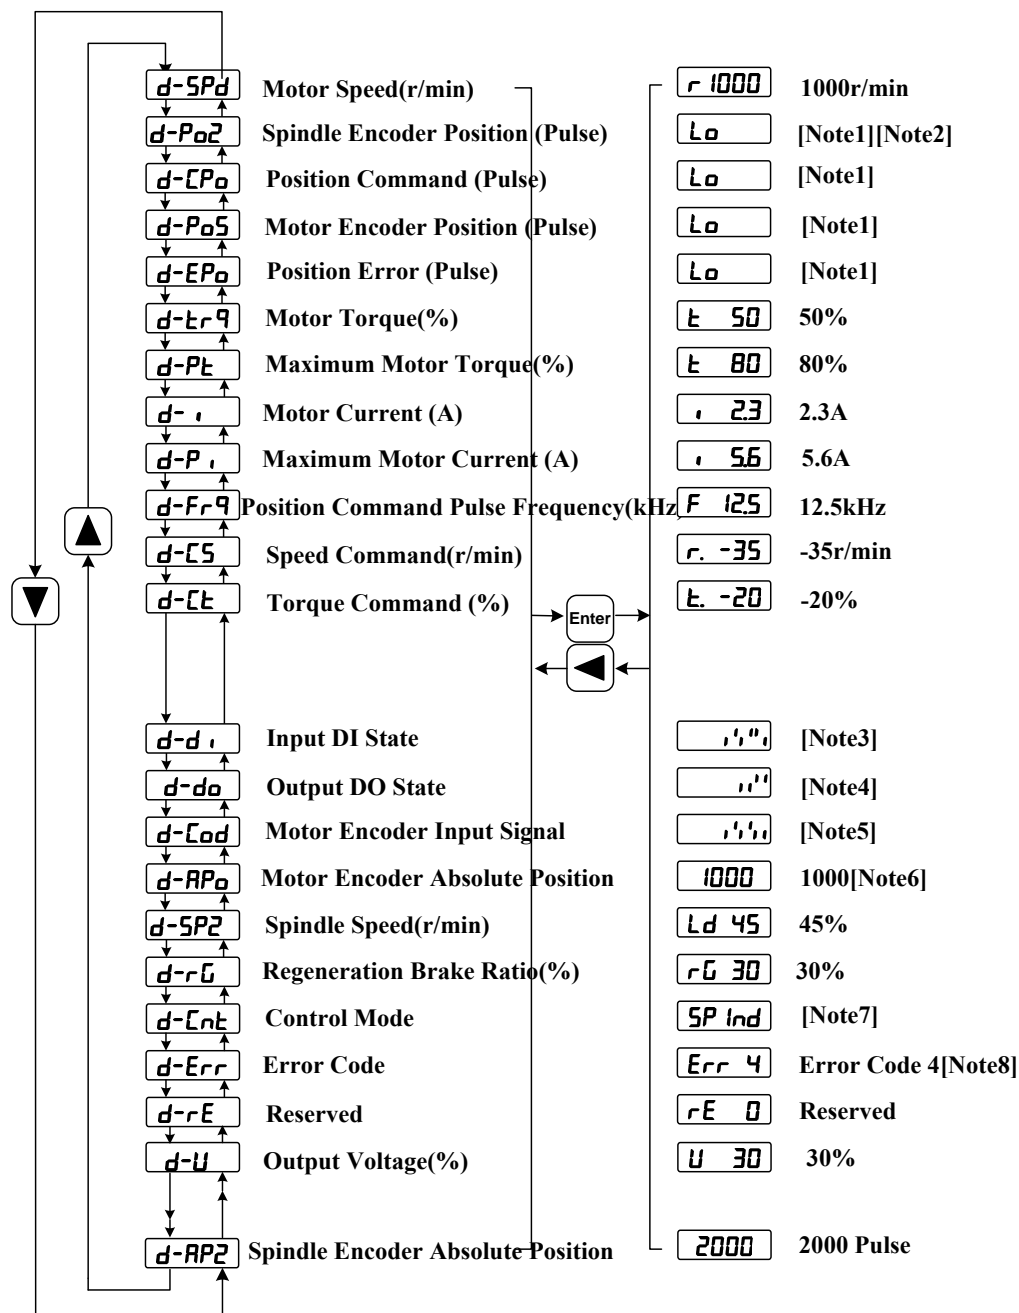 d-SPd Motor Speed(r/min) r 1000 1000r/min
d-Po2 Spindle Encoder Position (Pulse) Lo [Note1][Note2]
d-CPo Position Command (Pulse) Lo [Note1]
d-PoS Motor Encoder Position (Pulse) Lo [Note1]
d-EPo Position Error (Pulse) Lo [Note1]
d-trq Motor Torque(%) t 50 50%
d-Pt Maximum Motor Torque(%) t 80 80%
d- i Motor Current (A) i 2.3 2.3A
d-P i Maximum Motor Current (A) i 5.6 5.6A
d-Frq Position Command Pulse Frequency(kHz) F 12.5 12.5kHz
d-CS Speed Command(r/min) r. -35 -35r/min
d-Ct Torque Command (%) t. -20 -20%
Enter
d-d i Input DI State [Note3]
d-do Output DO State [Note4]
d-Cod Motor Encoder Input Signal [Note5]
d-APo Motor Encoder Absolute Position 1000 1000[Note6]
d-SP2 Spindle Speed(r/min) Ld 45 45%
d-rG Regeneration Brake Ratio(%) rG 30 30%
d-Cnt Control Mode SP Ind [Note7]
d-Err Error Code Err 4 Error Code 4[Note8]
d-rE Reserved rE 0 Reserved
d-U Output Voltage(%) U 30 30%
d-AP2 Spindle Encoder Absolute Position 2000 2000 Pulse